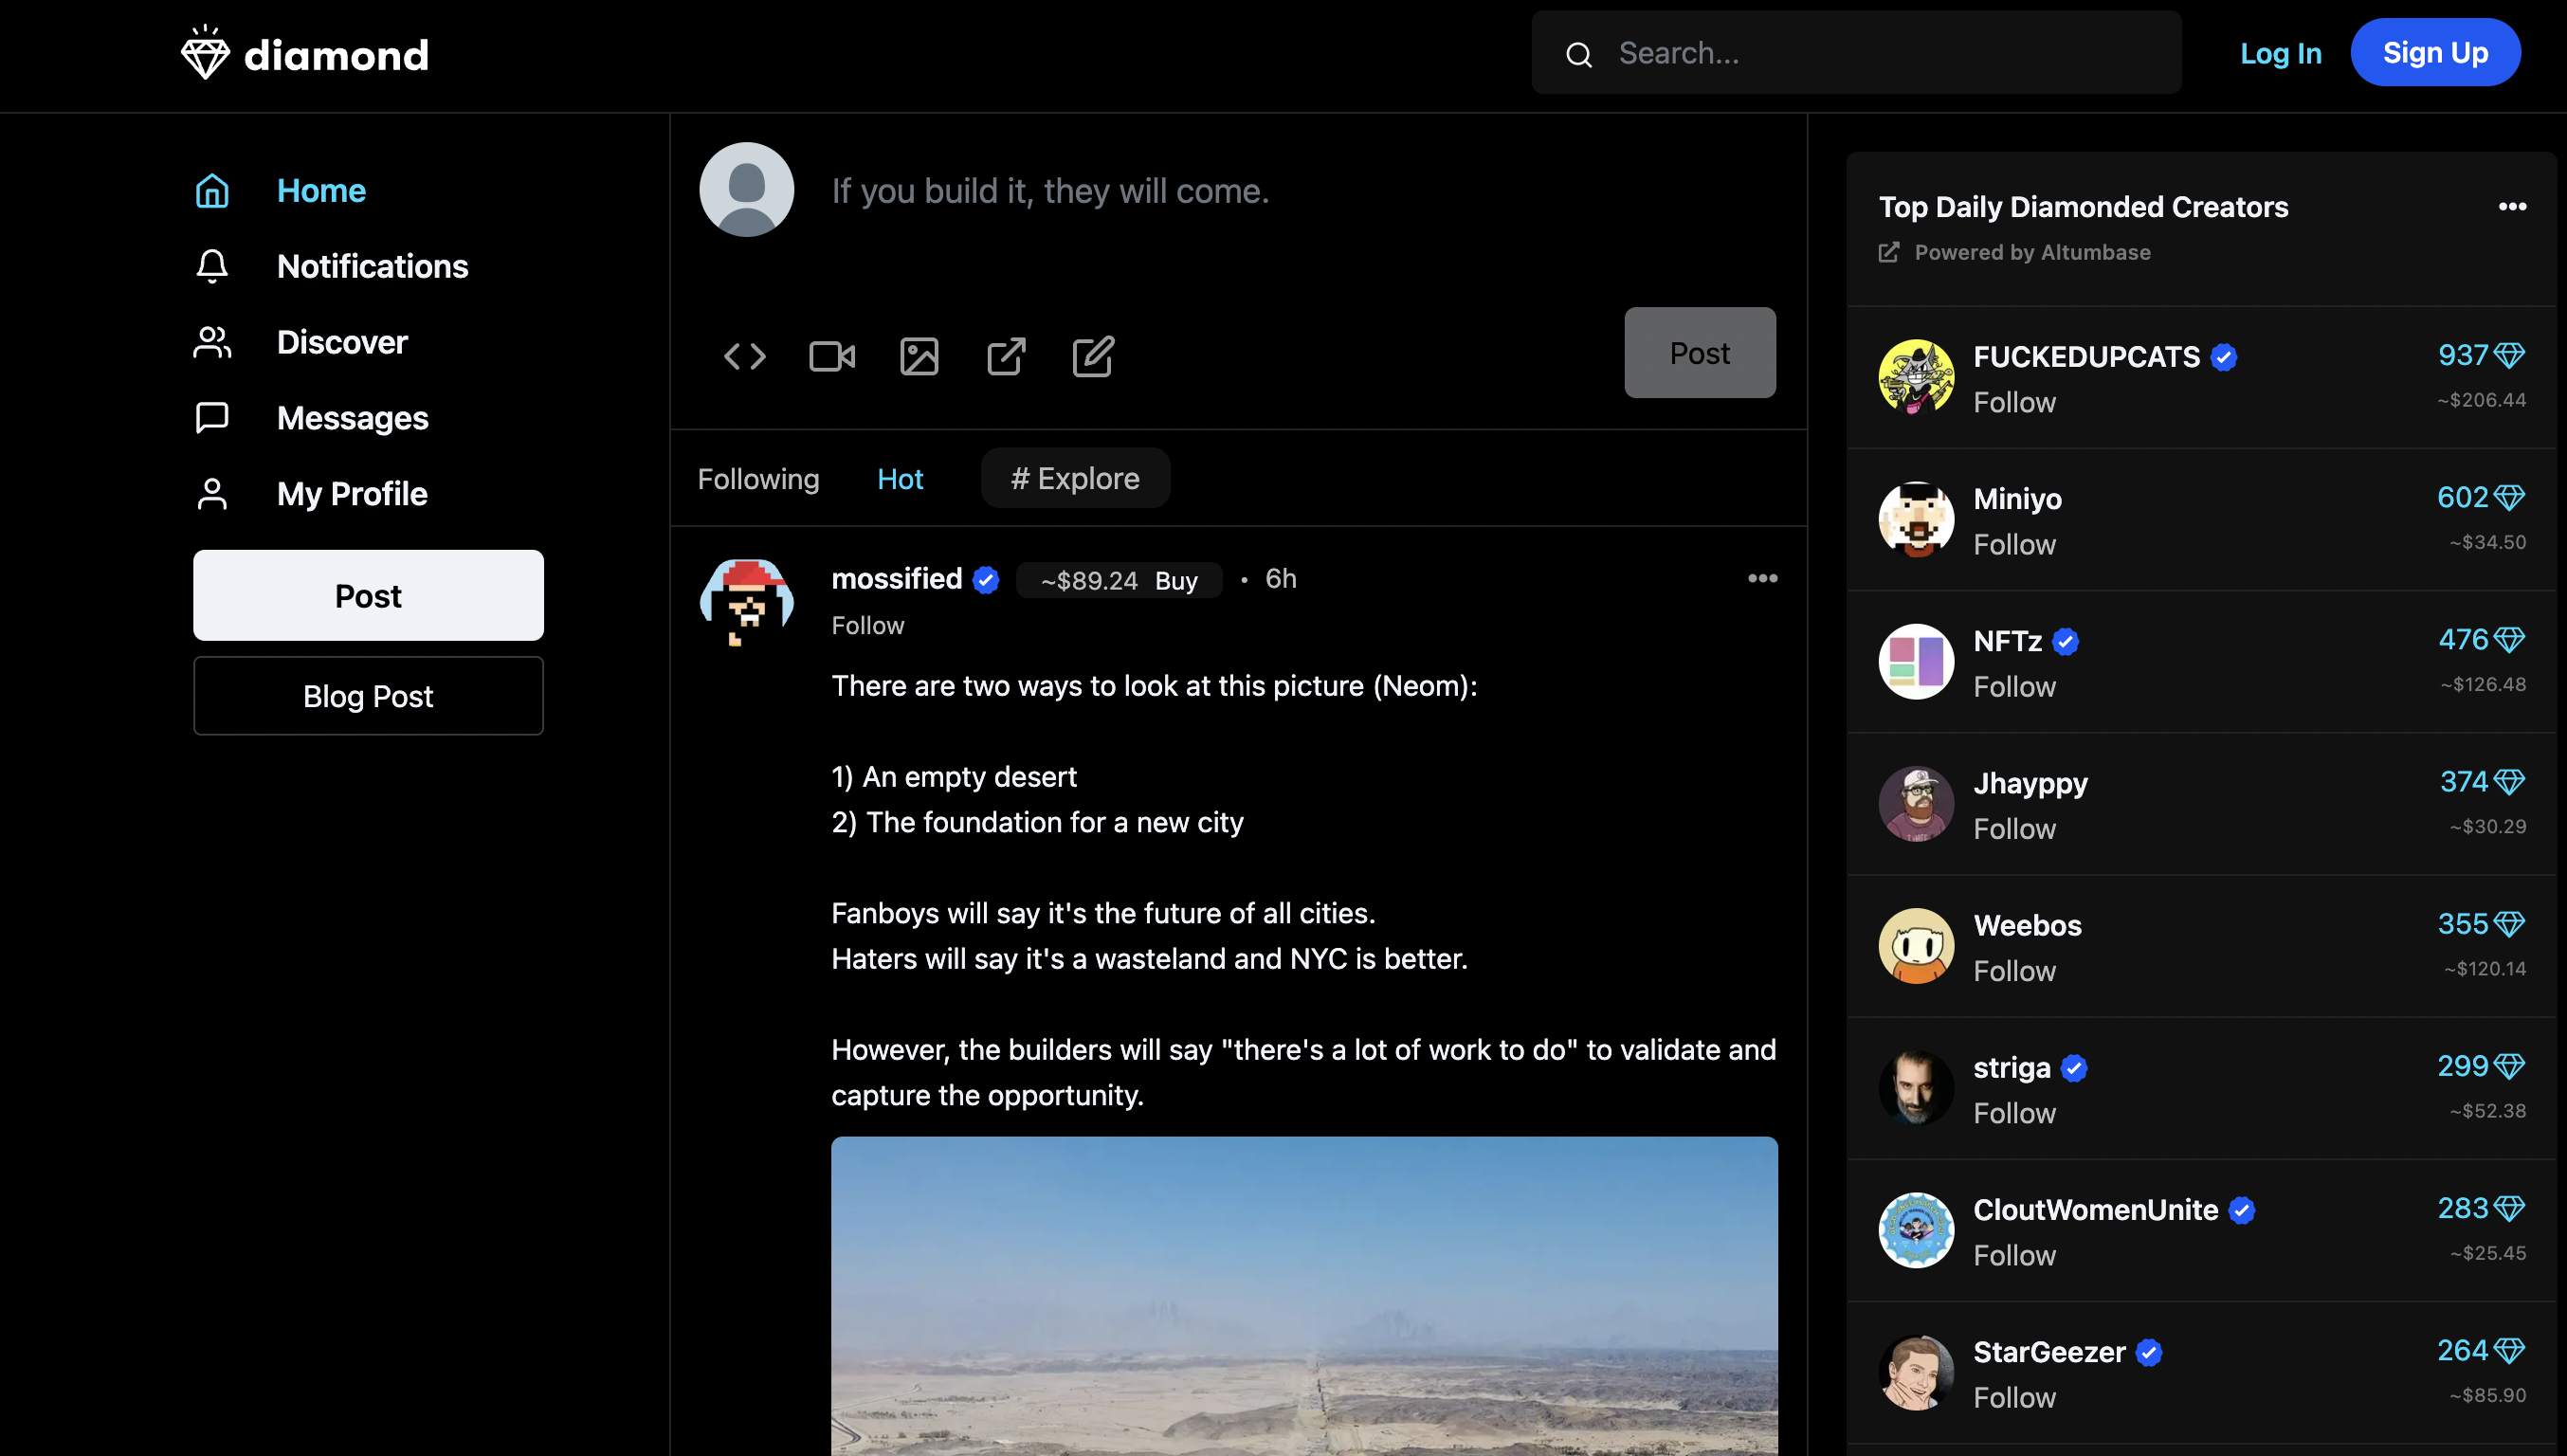 diamond
Search...
Log In
Sign Up
Home
Notifications
Discover
Messages
My Profile
Post
Blog Post
If you build it, they will come.
Post
Following
Hot
# Explore
mossified
~$89.24 Buy
· 6h
Follow
There are two ways to look at this picture (Neom):
1) An empty desert
2) The foundation for a new city
Fanboys will say it's the future of all cities.
Haters will say it's a wasteland and NYC is better.
However, the builders will say "there's a lot of work to do" to validate and
capture the opportunity.
Top Daily Diamonded Creators
Powered by Altumbase
FUCKEDUPCATS
937
Follow
~$206.44
Miniyo
602
Follow
~$34.50
NFTz
476
Follow
~$126.48
Jhayppy
374
Follow
~$30.29
Weebos
355
Follow
~$120.14
striga
299
Follow
~$52.38
CloutWomenUnite
283
Follow
~$25.45
StarGeezer
264
Follow
~$85.90